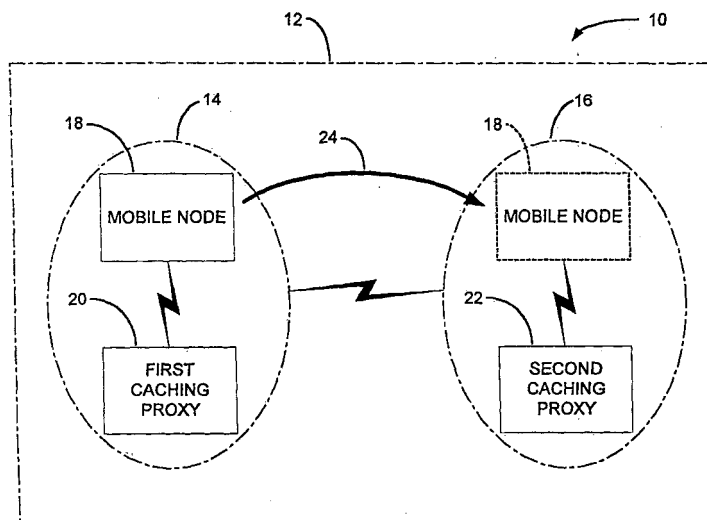 12
10
14
16
18
24
18
MOBILE NODE
MOBILE NODE
20
22
FIRST
CACHING
PROXY
SECOND
CACHING
PROXY